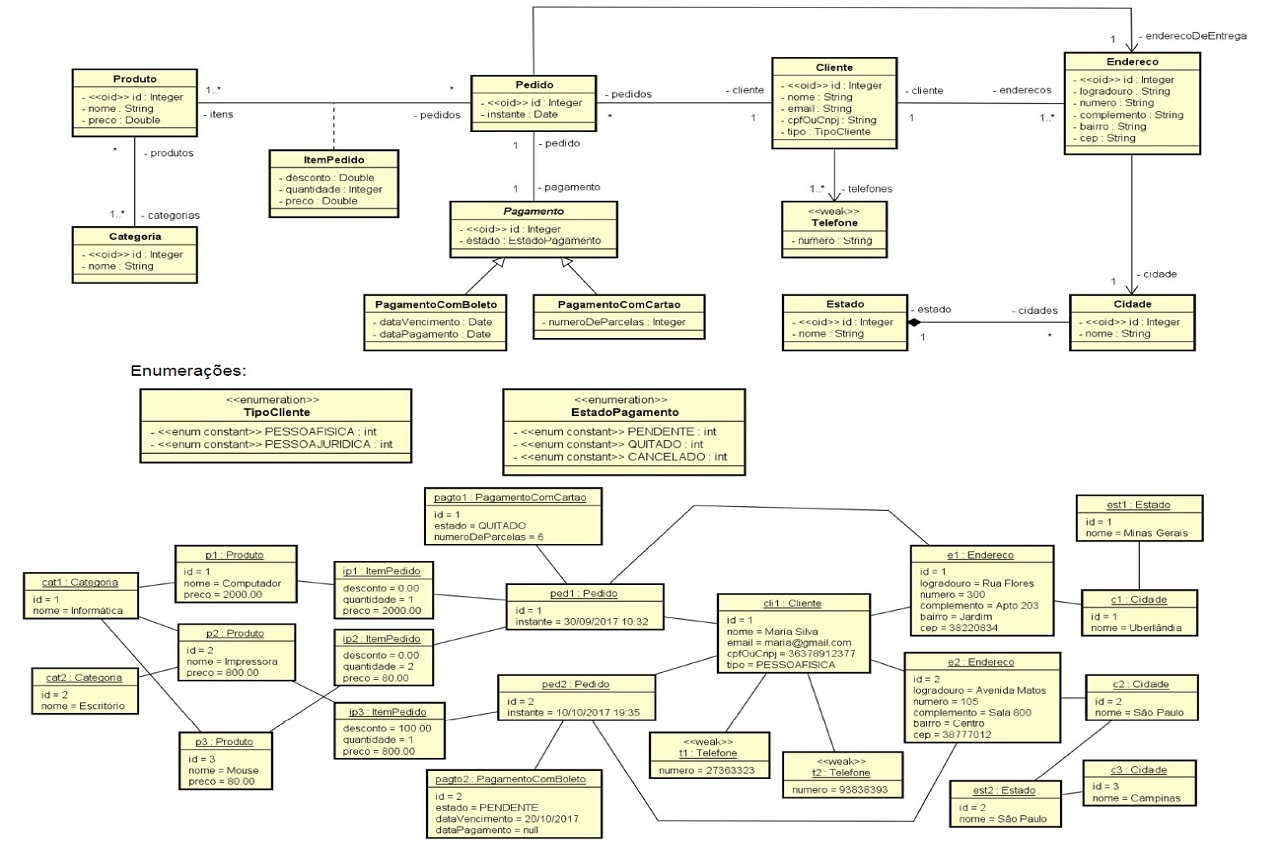 1
- enderecoDeEntrega
Produto
- <<oid>> id : Integer
- nome : String
- preco : Double
1..*
- itens
*
- pedidos
Pedido
- <<oid>> id : Integer
- instante : Date
- pedidos
*
- cliente
1
Cliente
- <<oid>> id : Integer
- nome : String
- email : String
- cpfOuCnpj : String
- tipo : TipoCliente
- cliente
1
- enderecos
1..*
Endereco
- <<oid>> id : Integer
- logradouro : String
- numero : String
- complemento : String
- bairro : String
- cep : String
* - produtos
1..* - categorias
Categoria
- <<oid>> id : Integer
- nome : String
ItemPedido
- desconto : Double
- quantidade : Integer
- preco : Double
1 - pedido
1 - pagamento
Pagamento
- <<oid>> id : Integer
- estado : EstadoPagamento
PagamentoComBoleto
- dataVencimento : Date
- dataPagamento : Date
PagamentoComCartao
- numeroDeParcelas : Integer
1..* - telefones
<<weak>>
Telefone
- numero : String
- cidade
1
Estado
- <<oid>> id : Integer
- nome : String
- estado
1
- cidades
*
Cidade
- <<oid>> id : Integer
- nome : String
Enumerações:
<<enumeration>>
TipoCliente
- <<enum constant>> PESSOAFISICA : int
- <<enum constant>> PESSOAJURIDICA : int
<<enumeration>>
EstadoPagamento
- <<enum constant>> PENDENTE : int
- <<enum constant>> QUITADO : int
- <<enum constant>> CANCELADO : int
pagto1 : PagamentoComCartao
id = 1
estado = QUITADO
numeroDeParcelas = 6
est1 : Estado
id = 1
nome = Minas Gerais
cat1 : Categoria
id = 1
nome = Informática
p1 : Produto
id = 1
nome = Computador
preco = 2000.00
ip1 : ItemPedido
desconto = 0.00
quantidade = 1
preco = 2000.00
ped1 : Pedido
id = 1
instante = 30/09/2017 10:32
cli1 : Cliente
id = 1
nome = Maria Silva
email = maria@gmail.com
cpfOuCnpj = 36378912377
tipo = PESSOAFISICA
e1 : Endereco
id = 1
logradouro = Rua Flores
numero = 300
complemento = Apto 203
bairro = Jardim
cep = 38220834
c1 : Cidade
id = 1
nome = Uberlândia
p2 : Produto
id = 2
nome = Impressora
preco = 800.00
ip2 : ItemPedido
desconto = 0.00
quantidade = 2
preco = 80.00
cat2 : Categoria
id = 2
nome = Escritório
ped2 : Pedido
id = 2
instante = 10/10/2017 19:35
e2 : Endereco
id = 2
logradouro = Avenida Matos
numero = 105
complemento = Sala 800
bairro = Centro
cep = 38777012
c2 : Cidade
id = 2
nome = São Paulo
ip3 : ItemPedido
desconto = 100.00
quantidade = 1
preco = 800.00
p3 : Produto
id = 3
nome = Mouse
preco = 80.00
<<weak>>
t1 : Telefone
numero = 27363323
<<weak>>
t2 : Telefone
numero = 93838393
pagto2 : PagamentoComBoleto
id = 2
estado = PENDENTE
dataVencimento = 20/10/2017
dataPagamento = null
est2 : Estado
id = 2
nome = São Paulo
c3 : Cidade
id = 3
nome = Campinas